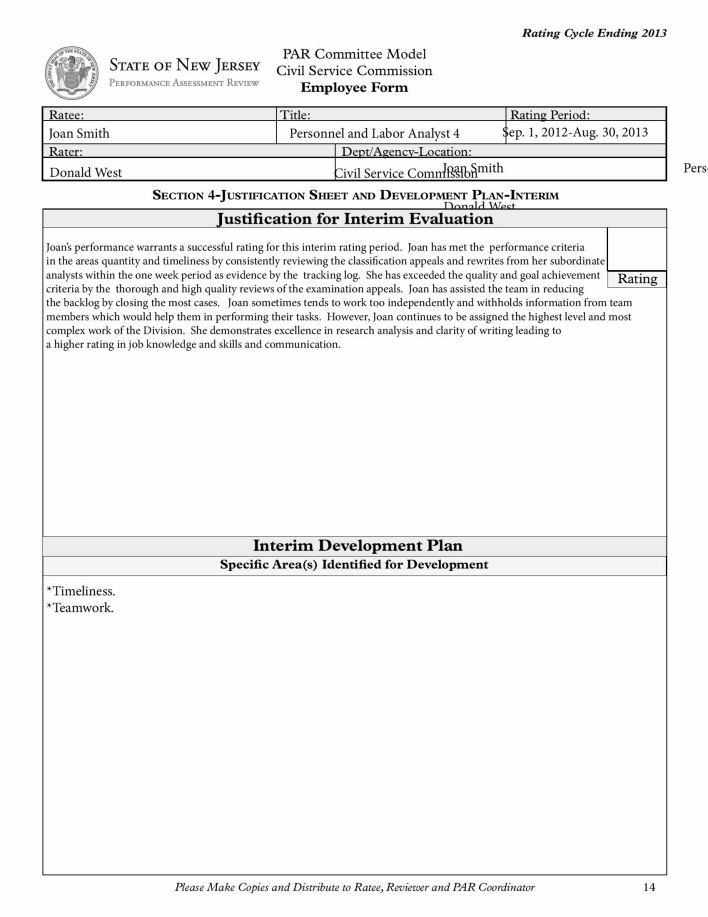 Rating Cycle Ending 2013
STATE OF NEW JERSEY
PERFORMANCE ASSESSMENT REVIEW
PAR Committee Model
Civil Service Commission
Employee Form
Ratee: Title: Rating Period:
Joan Smith Personnel and Labor Analyst 4 Sep. 1, 2012-Aug. 30, 2013
Rater: Dept/Agency-Location:
Donald West Civil Service Commission Joan Smith Pers
SECTION 4-JUSTIFICATION SHEET AND DEVELOPMENT PLAN-INTERIM
Donald West
Justification for Interim Evaluation
Joan's performance warrants a successful rating for this interim rating period. Joan has met the performance criteria
in the areas quantity and timeliness by consistently reviewing the classification appeals and rewrites from her subordinate
analysts within the one week period as evidence by the tracking log. She has exceeded the quality and goal achievement
Rating
criteria by the thorough and high quality reviews of the examination appeals. Joan has assisted the team in reducing
the backlog by closing the most cases. Joan sometimes tends to work too independently and withholds information from team
members which would help them in performing their tasks. However, Joan continues to be assigned the highest level and most
complex work of the Division. She demonstrates excellence in research analysis and clarity of writing leading to
a higher rating in job knowledge and skills and communication.
Interim Development Plan
Specific Area(s) Identified for Development
*Timeliness.
*Teamwork.
Please Make Copies and Distribute to Ratee, Reviewer and PAR Coordinator 14